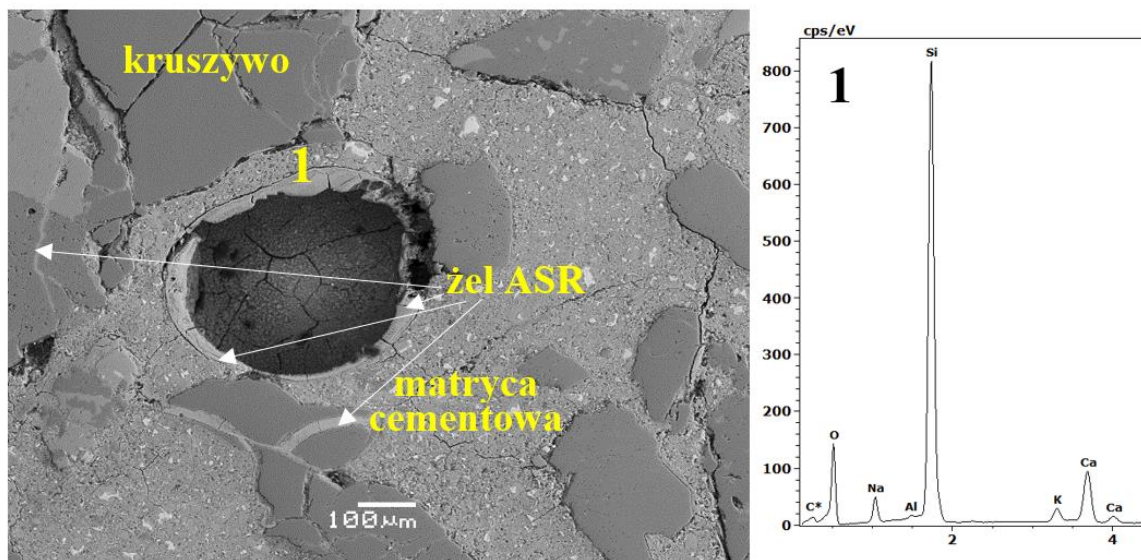 kruszywo
1
żel ASR
matryca
cementowa
100µm
cps/eV
1
Si
800
700
600
500
400
300
200
100
0
O
C*
Na
Al
K
Ca
Ca
2
4